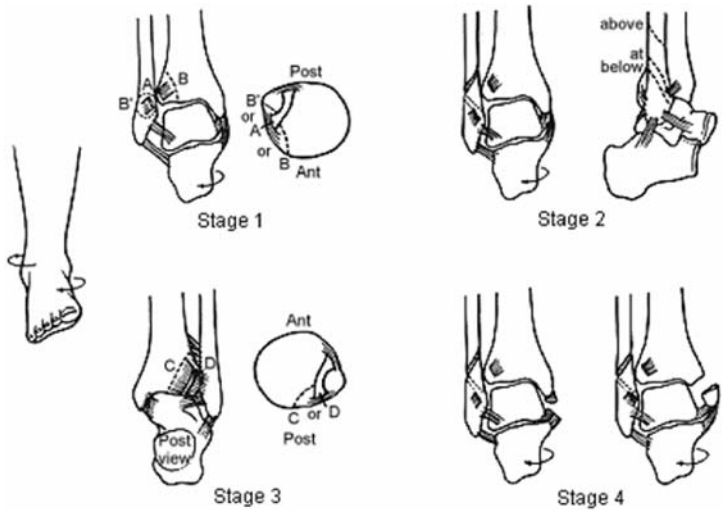 A B
B'
Post
B'
or
A
or
B
Ant
Stage 1
above
at
below
Stage 2
C D
Post
view
Ant
C or D
Post
Stage 3
Stage 4